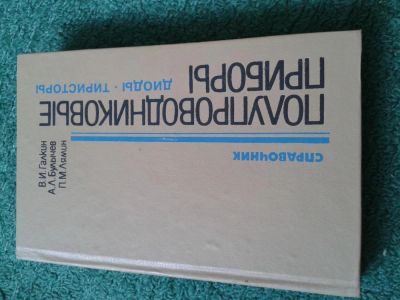 В.И.Галкин
А.Л.Булычев
П.М.Лямин
ПОЛУПРОВОДНИКОВЫЕ
ПРИБОРЫ
ДИОДЫ · ТИРИСТОРЫ
СПРАВОЧНИК